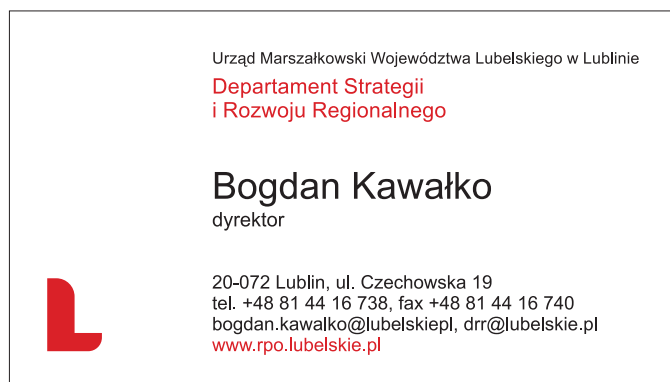 Urząd Marszałkowski Województwa Lubelskiego w Lublinie
Departament Strategii
i Rozwoju Regionalnego
Bogdan Kawałko
dyrektor
20-072 Lublin, ul. Czechowska 19
tel. +48 81 44 16 738, fax +48 81 44 16 740
bogdan.kawalko@lubelskiepl, drr@lubelskie.pl
www.rpo.lubelskie.pl